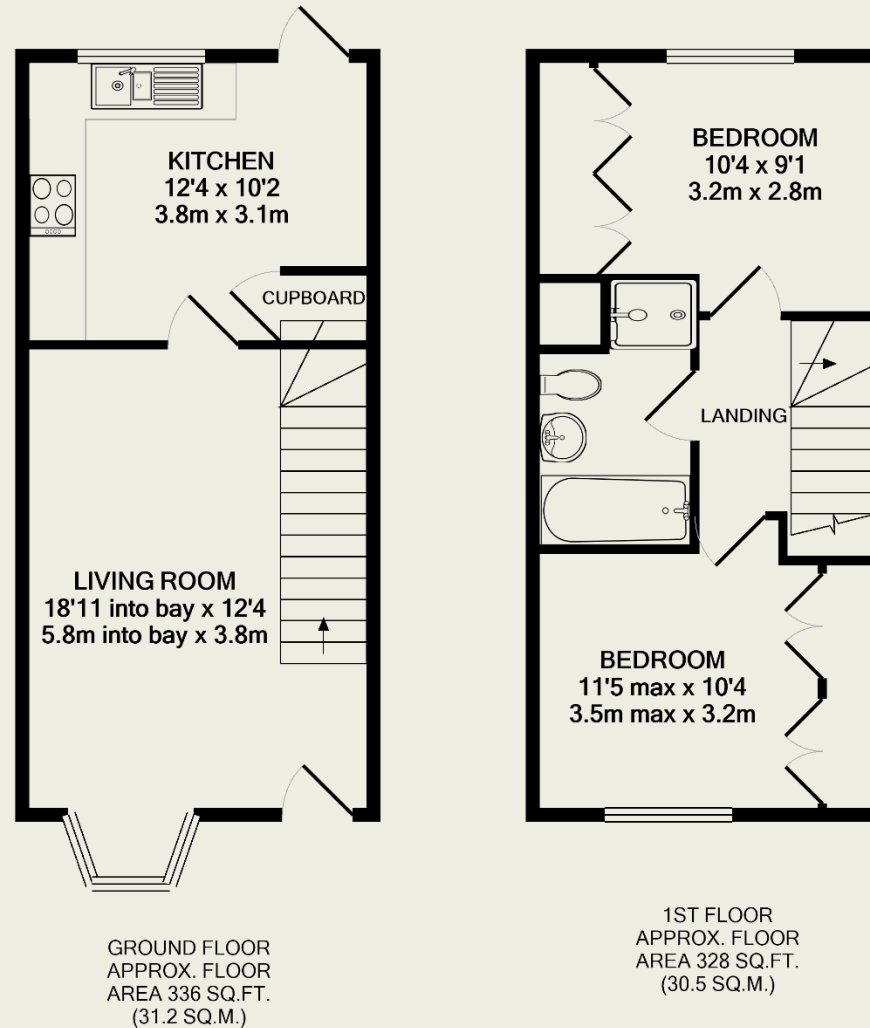 KITCHEN
12'4 x 10'2
3.8m x 3.1m
CUPBOARD
LIVING ROOM
18'11 into bay x 12'4
5.8m into bay x 3.8m
GROUND FLOOR
APPROX. FLOOR
AREA 336 SQ.FT.
(31.2 SQ.M.)
BEDROOM
10'4 x 9'1
3.2m x 2.8m
LANDING
BEDROOM
11'5 max x 10'4
3.5m max x 3.2m
1ST FLOOR
APPROX. FLOOR
AREA 328 SQ.FT.
(30.5 SQ.M.)